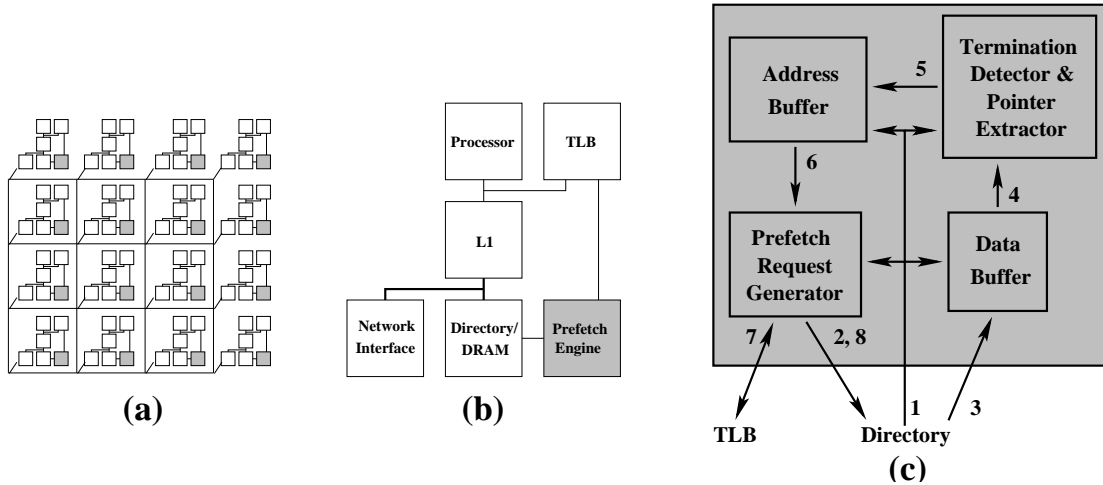 Processor
TLB
L1
Network
Interface
Directory/
DRAM
Prefetch
Engine
Address
Buffer
5
Termination
Detector &
Pointer
Extractor
6
4
Prefetch
Request
Generator
Data
Buffer
7
2, 8
1
3
TLB
Directory
(a)
(b)
(c)